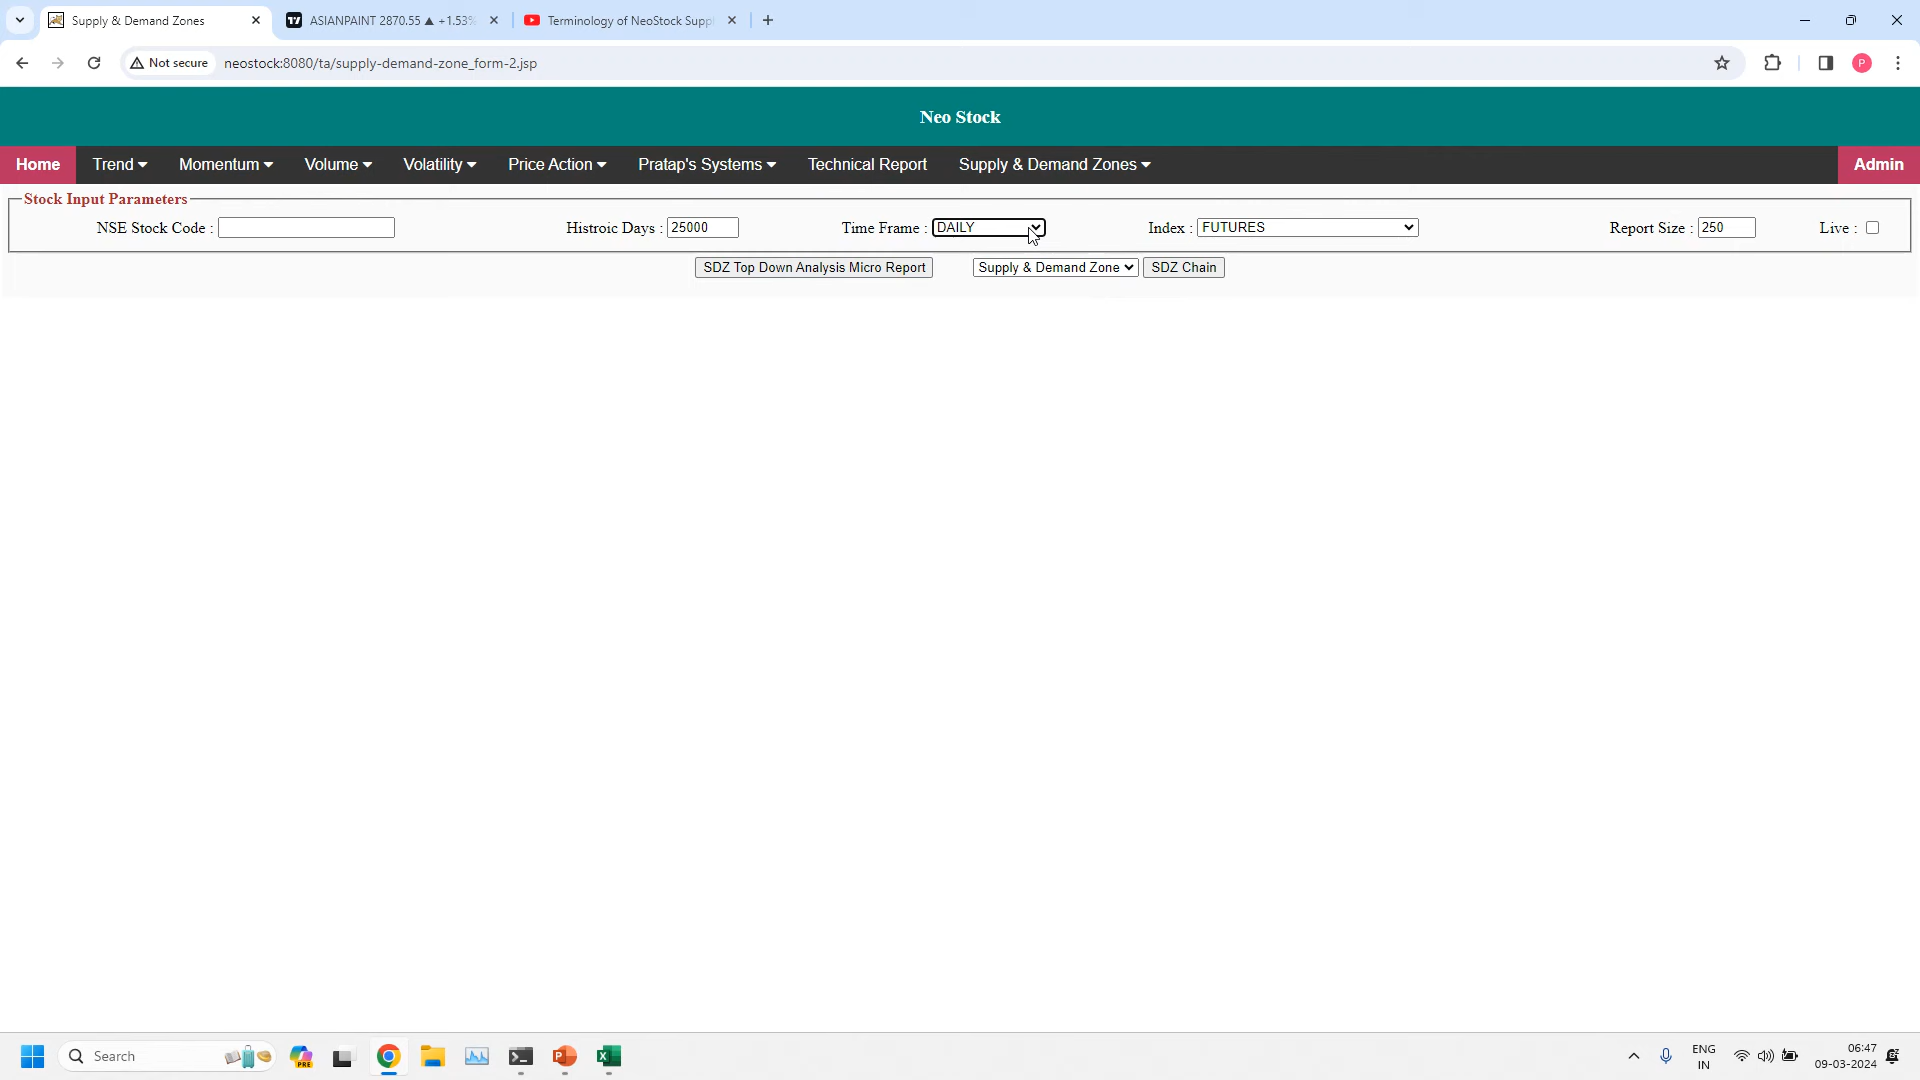 Supply & Demand Zones
ASIANPAINT 2870.55 ▲ +1.53%
Terminology of NeoStock Suppl
Not secure
neostock:8080/ta/supply-demand-zone_form-2.jsp
P
Neo Stock
Home
Trend
Momentum
Volume
Volatility
Price Action
Pratap's Systems
Technical Report
Supply & Demand Zones
Admin
Stock Input Parameters
NSE Stock Code :
Histroic Days : 25000
Time Frame : DAILY
Index : FUTURES
Report Size : 250
Live :
SDZ Top Down Analysis Micro Report
Supply & Demand Zone
SDZ Chain
Search
ENG
IN
06:47
09-03-2024